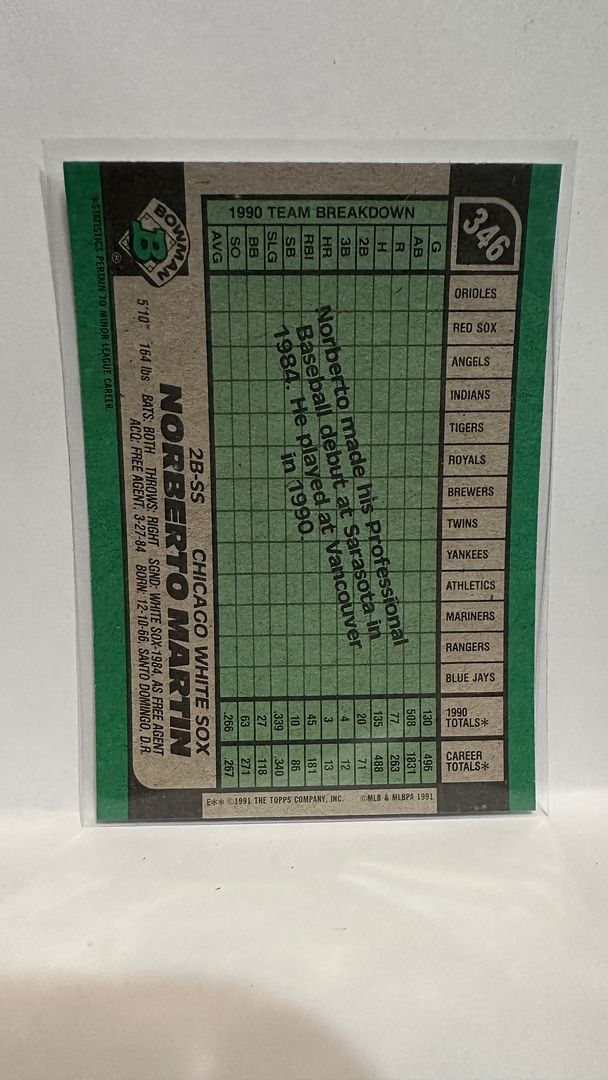 346
ORIOLES
RED SOX
ANGELS
INDIANS
TIGERS
ROYALS
BREWERS
TWINS
YANKEES
ATHLETICS
MARINERS
RANGERS
BLUE JAYS
1990 TOTALS*
CAREER TOTALS*
1990 TEAM BREAKDOWN
G 130 496
AB 508 1831
R 77 263
H 135 488
2B 20 71
3B 4 12
HR 3 13
RBI 45 181
SB 10 86
SLG .339 .340
BB 27 118
SO 63 271
AVG .266 .267
Norberto made his Professional
Baseball debut at Sarasota in
1984. He played at Vancouver
in 1990
E** ©1991 THE TOPPS COMPANY, INC. ©MLB & MLBPA 1991
BOWMAN
B
®
2B-SS CHICAGO WHITE SOX
NORBERTO MARTIN
5'10" 164 lbs BATS: BOTH THROWS: RIGHT SGND: WHITE SOX-1984, AS FREE AGENT
ACQ: FREE AGENT, 3-27-84 BORN: 12-10-66, SANTO DOMINGO, D.R.
*STATISTICS PERTAIN TO MINOR LEAGUE CAREER.